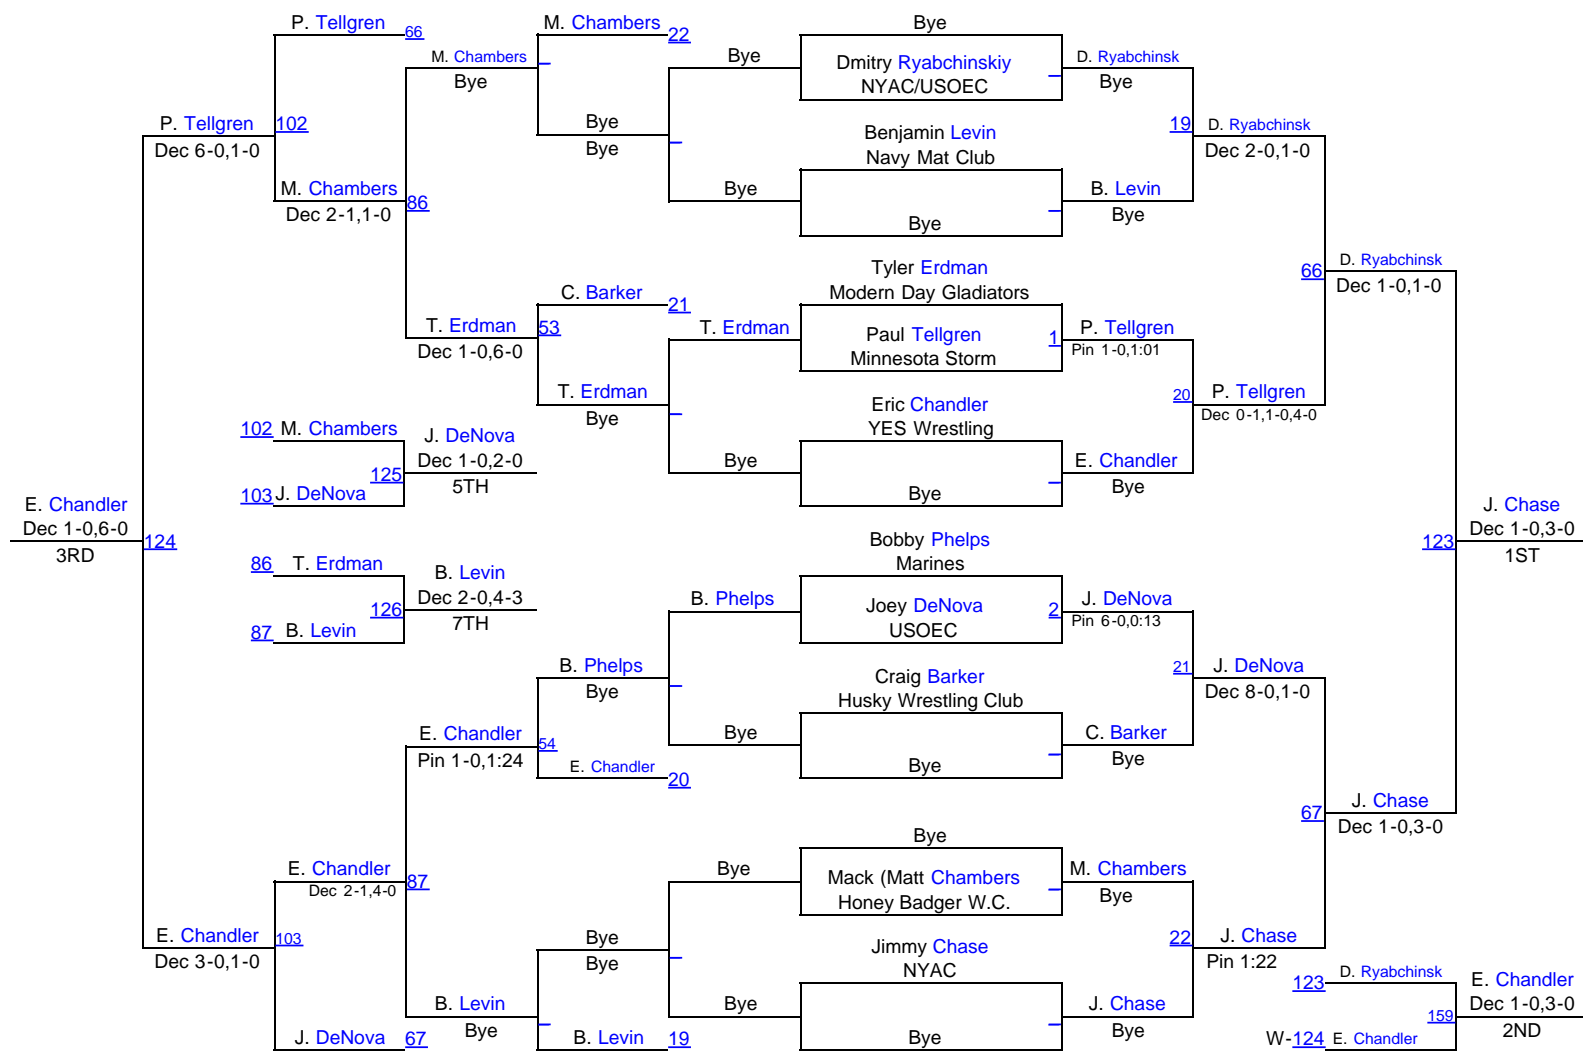 P. Tellgren
66
M. Chambers
22
Bye
M. Chambers
Bye
Bye
Dmitry Ryabchinskiy
NYAC/USOEC
D. Ryabchinsk
Bye
P. Tellgren
Dec 6-0,1-0
102
Bye
Bye
Benjamin Levin
Navy Mat Club
19
D. Ryabchinsk
Dec 2-0,1-0
M. Chambers
Dec 2-1,1-0
86
Bye
B. Levin
Bye
Bye
Tyler Erdman
Modern Day Gladiators
66
D. Ryabchinsk
Dec 1-0,1-0
C. Barker
21
T. Erdman
Dec 1-0,6-0
53
T. Erdman
Paul Tellgren
Minnesota Storm
1
P. Tellgren
Pin 1-0,1:01
T. Erdman
Bye
Eric Chandler
YES Wrestling
20
P. Tellgren
Dec 0-1,1-0,4-0
102
M. Chambers
J. DeNova
Dec 1-0,2-0
125
5TH
103
J. DeNova
Bye
E. Chandler
Bye
Bye
E. Chandler
Dec 1-0,6-0
3RD
124
Bobby Phelps
Marines
123
J. Chase
Dec 1-0,3-0
1ST
86
T. Erdman
B. Levin
Dec 2-0,4-3
126
7TH
87
B. Levin
B. Phelps
Joey DeNova
USOEC
2
J. DeNova
Pin 6-0,0:13
B. Phelps
Bye
Craig Barker
Husky Wrestling Club
21
J. DeNova
Dec 8-0,1-0
E. Chandler
Pin 1-0,1:24
54
Bye
C. Barker
Bye
E. Chandler
20
Bye
67
J. Chase
Dec 1-0,3-0
Bye
E. Chandler
Dec 2-1,4-0
87
Bye
Mack (Matt Chambers
Honey Badger W.C.
M. Chambers
Bye
E. Chandler
Dec 3-0,1-0
103
Bye
Bye
Jimmy Chase
NYAC
22
J. Chase
Pin 1:22
B. Levin
Bye
Bye
J. Chase
Bye
123
D. Ryabchinsk
E. Chandler
Dec 1-0,3-0
159
2ND
J. DeNova
67
B. Levin
19
Bye
W-124
E. Chandler